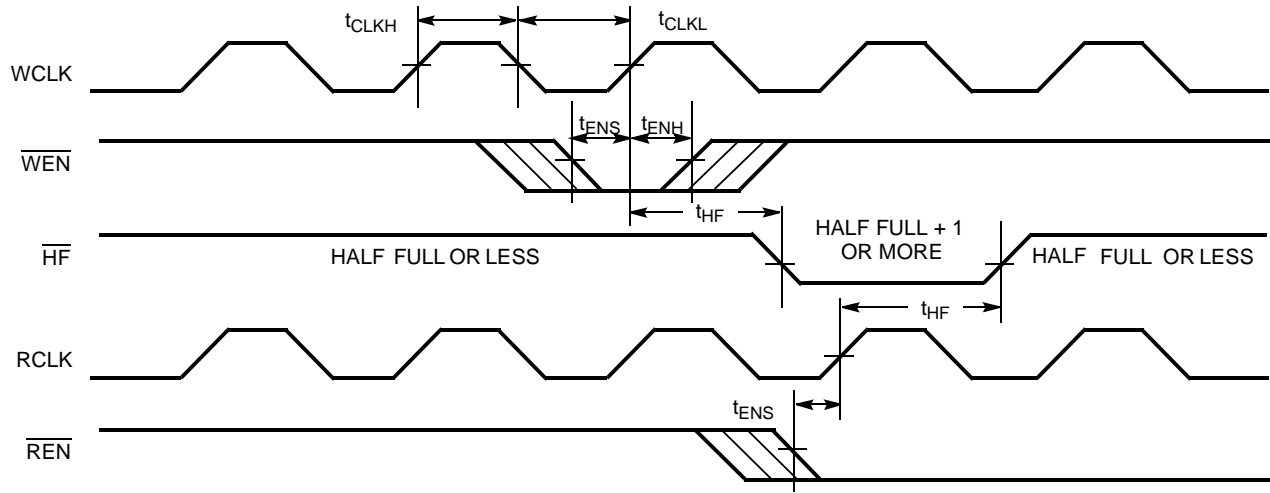 tCLKH
tCLKL
WCLK
tENS
tENH
WEN
tHF
HF
HALF FULL OR LESS
HALF FULL + 1
OR MORE
HALF FULL OR LESS
tHF
RCLK
tENS
REN